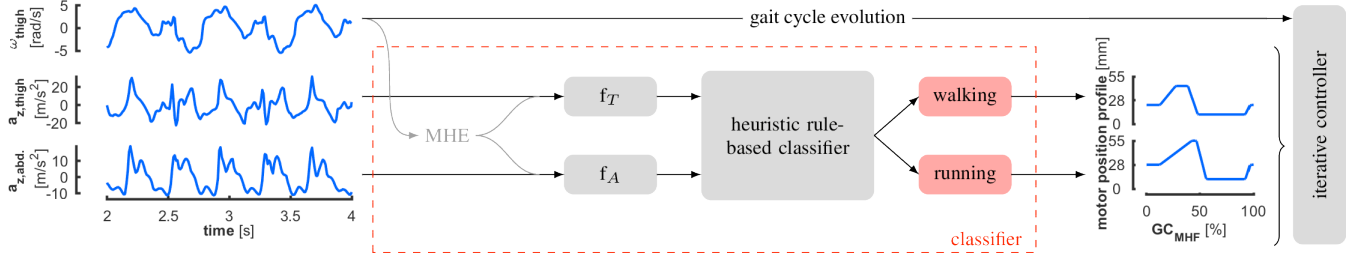 ω_thigh
[rad/s]
5
0
-5
a_z,thigh
[m/s²]
20
0
-20
a_z,abd.
[m/s²]
10
0
-10
2
2.5
3
3.5
4
time [s]
gait cycle evolution
MHE
f_T
f_A
heuristic rule-
based classifier
walking
running
classifier
motor position profile [mm]
55
28
0
55
28
0
0
50
100
GC_MHF [%]
iterative controller